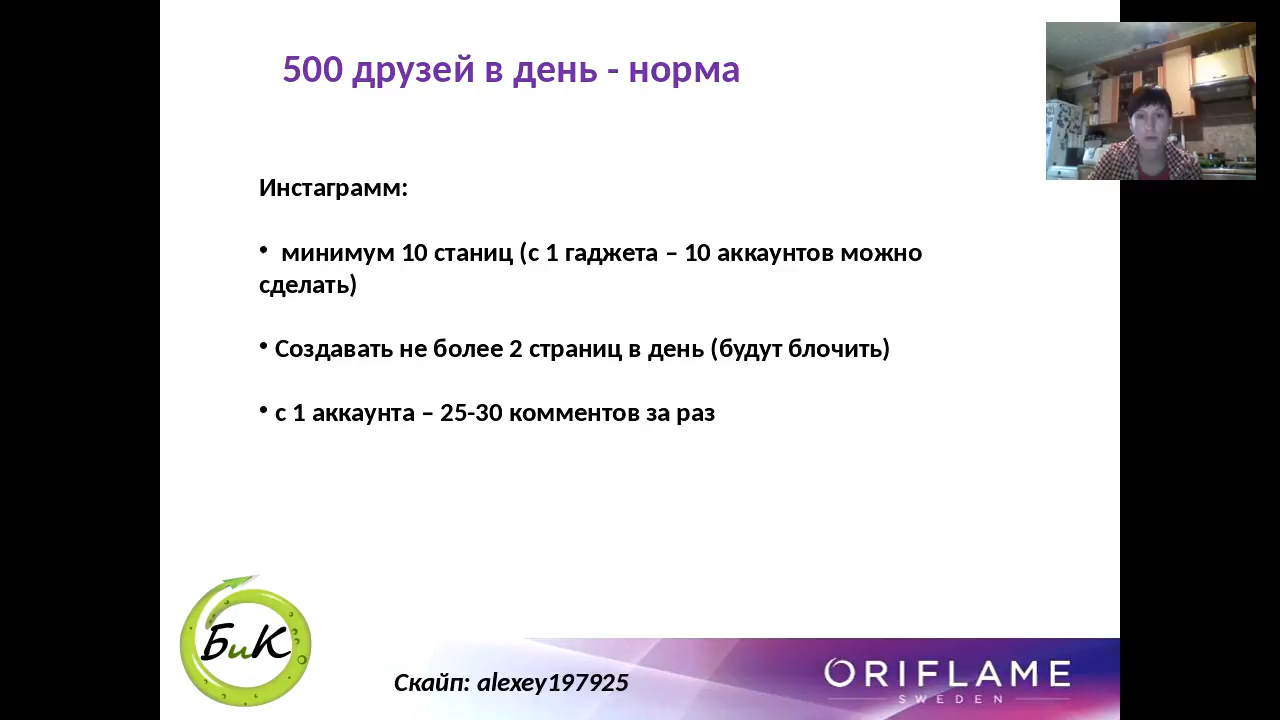 500 друзей в день - норма
Инстаграмм:
• минимум 10 станиц (с 1 гаджета – 10 аккаунтов можно
сделать)
• Создавать не более 2 страниц в день (будут блочить)
• с 1 аккаунта – 25-30 комментов за раз
БиК
Скайп: alexey197925
ORIFLAME
SWEDEN